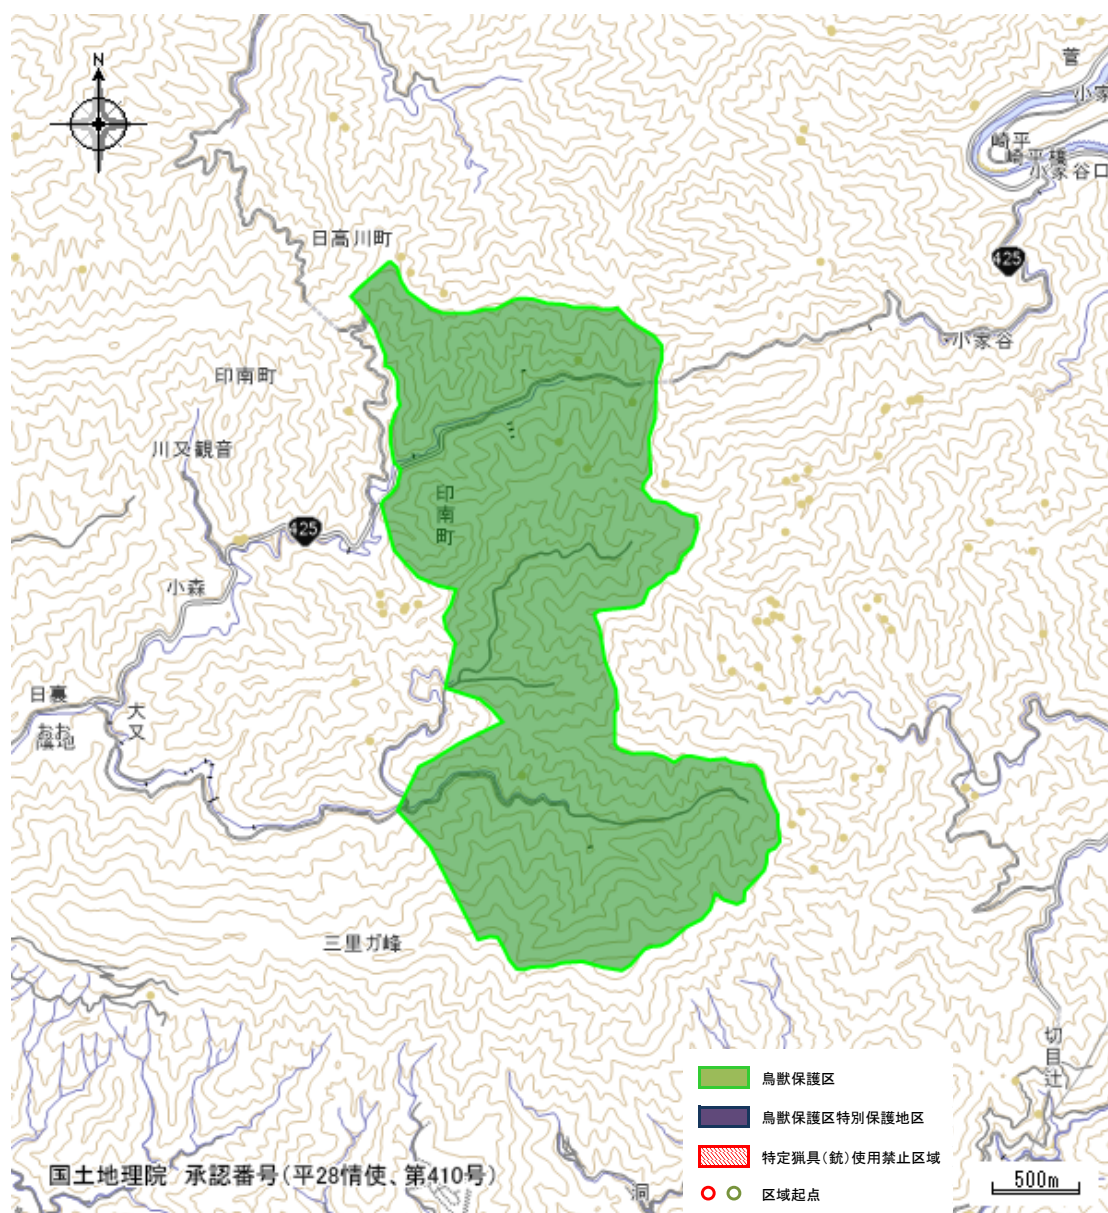 N
菅
小家
崎平
崎平橋
小家谷口
日高川町
425
小家谷
印南町
川又観音
印南町
425
小森
日裏
大又
おお
陰地
三里ガ峰
切目辻
鳥獣保護区
鳥獣保護区特別保護地区
特定猟具(銃)使用禁止区域
区域起点
国土地理院 承認番号(平28情使、第410号)
洞
500m